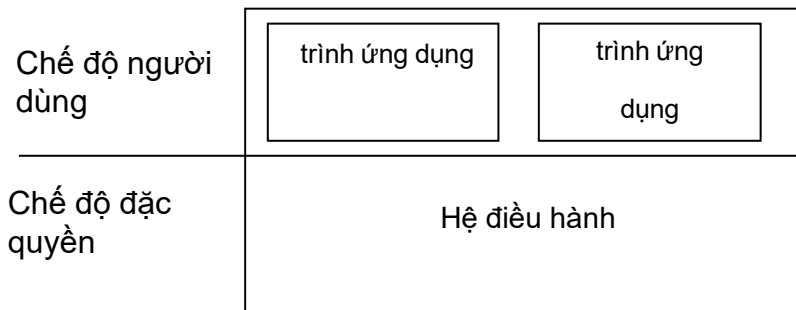 Chế độ người
dùng
trình ứng dụng
trình ứng
dụng
Chế độ đặc
quyền
Hệ điều hành